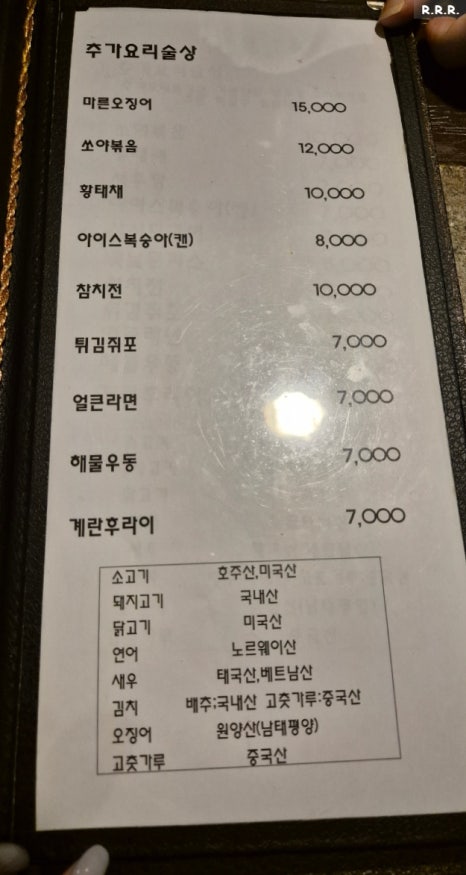 R.R.R.
추가요리술상
마른오징어 15,000
쏘야볶음 12,000
황태채 10,000
아이스복숭아(캔) 8,000
참치전 10,000
튀김쥐포 7,000
얼큰라면 7,000
해물우동 7,000
계란후라이 7,000
소고기 호주산,미국산
돼지고기 국내산
닭고기 미국산
연어 노르웨이산
새우 태국산,베트남산
김치 배추;국내산 고춧가루:중국산
오징어 원양산(남태평양)
고춧가루 중국산